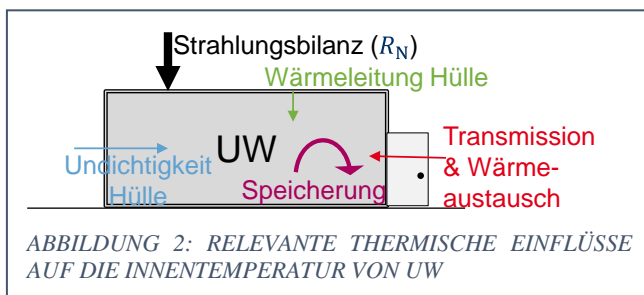 Strahlungsbilanz (R_N)
Wärmeleitung Hülle
UW
Undichtigkeit
Hülle
Speicherung
Transmission
& Wärme-
austausch
ABBILDUNG 2: RELEVANTE THERMISCHE EINFLÜSSE
AUF DIE INNENTEMPERATUR VON UW